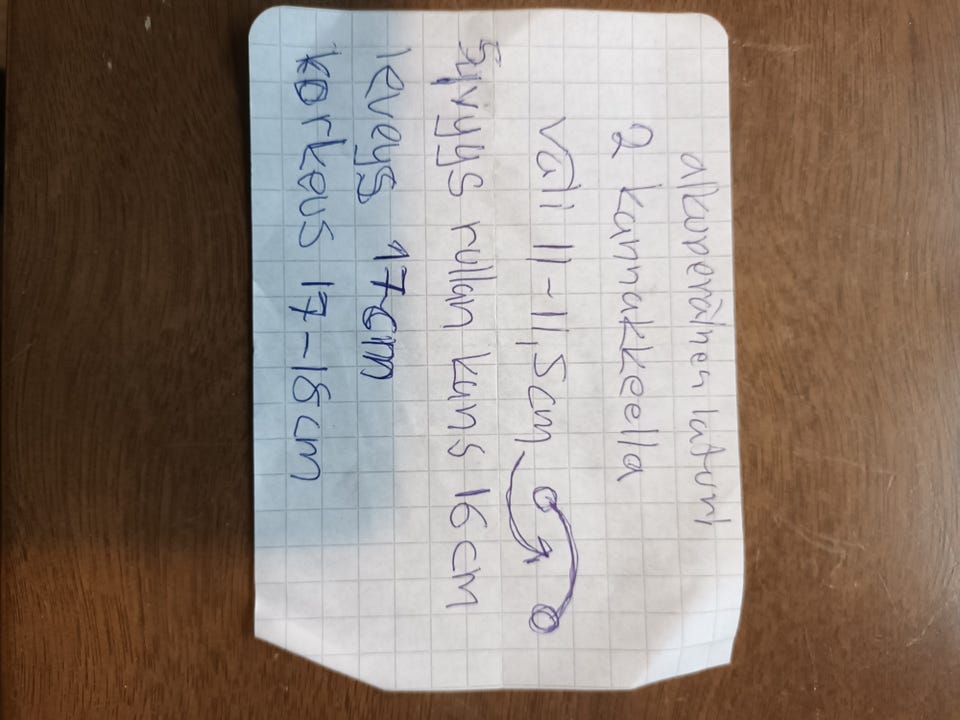 alkuperäinen laturi
2 kannakkeella
väli 11-11,5cm
syvyys rullan kans 16cm
leveys 17cm
korkeus 17-18cm